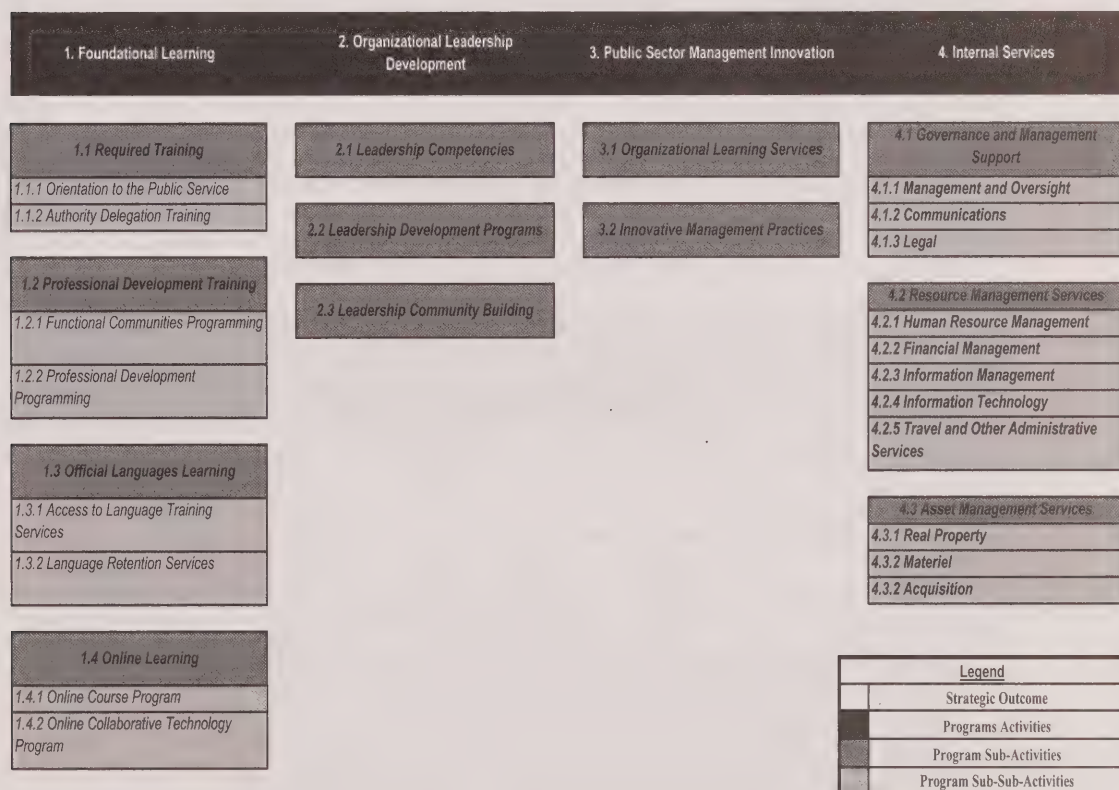 1. Foundational Learning
2. Organizational Leadership
Development
3. Public Sector Management Innovation
4. Internal Services
1.1 Required Training
1.1.1 Orientation to the Public Service
1.1.2 Authority Delegation Training
1.2 Professional Development Training
1.2.1 Functional Communities Programming
1.2.2 Professional Development
Programming
1.3 Official Languages Learning
1.3.1 Access to Language Training
Services
1.3.2 Language Retention Services
1.4 Online Learning
1.4.1 Online Course Program
1.4.2 Online Collaborative Technology
Program
2.1 Leadership Competencies
2.2 Leadership Development Programs
2.3 Leadership Community Building
3.1 Organizational Learning Services
3.2 Innovative Management Practices
4.1 Governance and Management
Support
4.1.1 Management and Oversight
4.1.2 Communications
4.1.3 Legal
4.2 Resource Management Services
4.2.1 Human Resource Management
4.2.2 Financial Management
4.2.3 Information Management
4.2.4 Information Technology
4.2.5 Travel and Other Administrative
Services
4.3 Asset Management Services
4.3.1 Real Property
4.3.2 Materiel
4.3.2 Acquisition
Legend
Strategic Outcome
Programs Activities
Program Sub-Activities
Program Sub-Sub-Activities